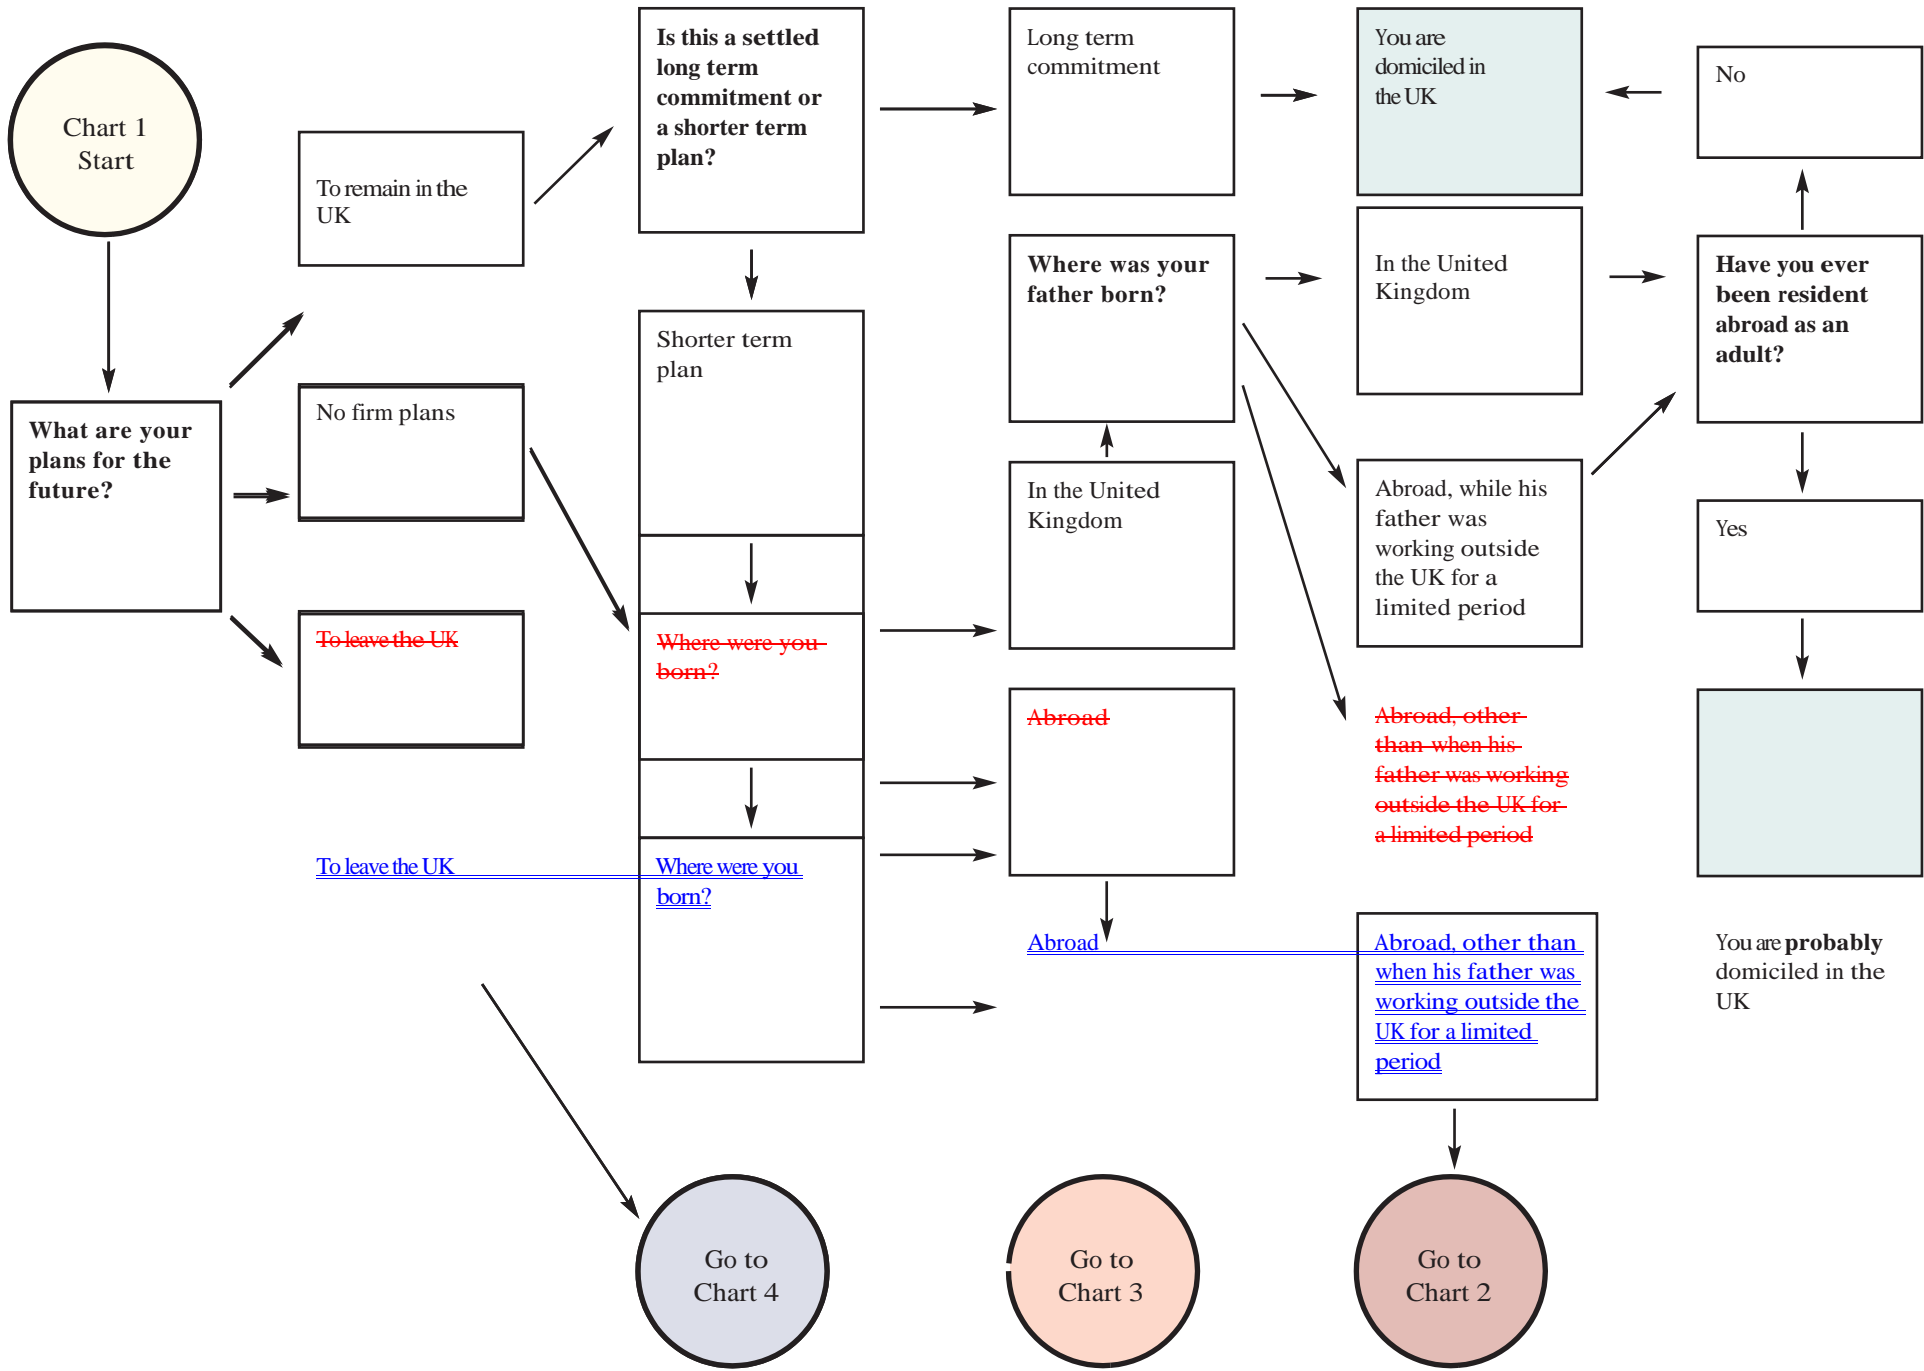 Chart 1
Start
What are your
plans for the
future?
To remain in the
UK
No firm plans
To leave the UK
To leave the UK
Is this a settled
long term
commitment or
a shorter term
plan?
Shorter term
plan
Where were you
born?
Where were you
born?
Long term
commitment
Where was your
father born?
In the United
Kingdom
Abroad
Abroad
You are
domiciled in
the UK
In the United
Kingdom
Abroad, while his
father was
working outside
the UK for a
limited period
Abroad, other
than when his
father was working
outside the UK for
a limited period
Abroad, other than
when his father was
working outside the
UK for a limited
period
No
Have you ever
been resident
abroad as an
adult?
Yes
You are probably
domiciled in the
UK
Go to
Chart 4
Go to
Chart 3
Go to
Chart 2